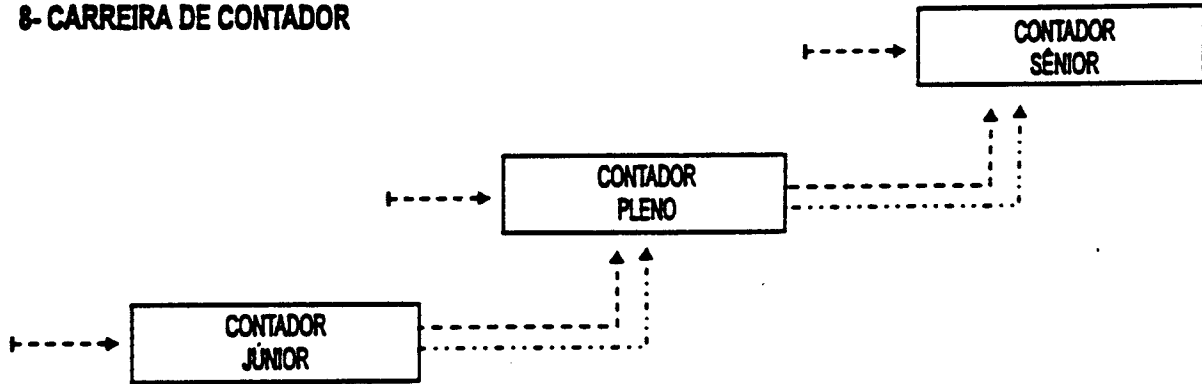 8- CARREIRA DE CONTADOR
CONTADOR
SÊNIOR
CONTADOR
PLENO
CONTADOR
JÚNIOR